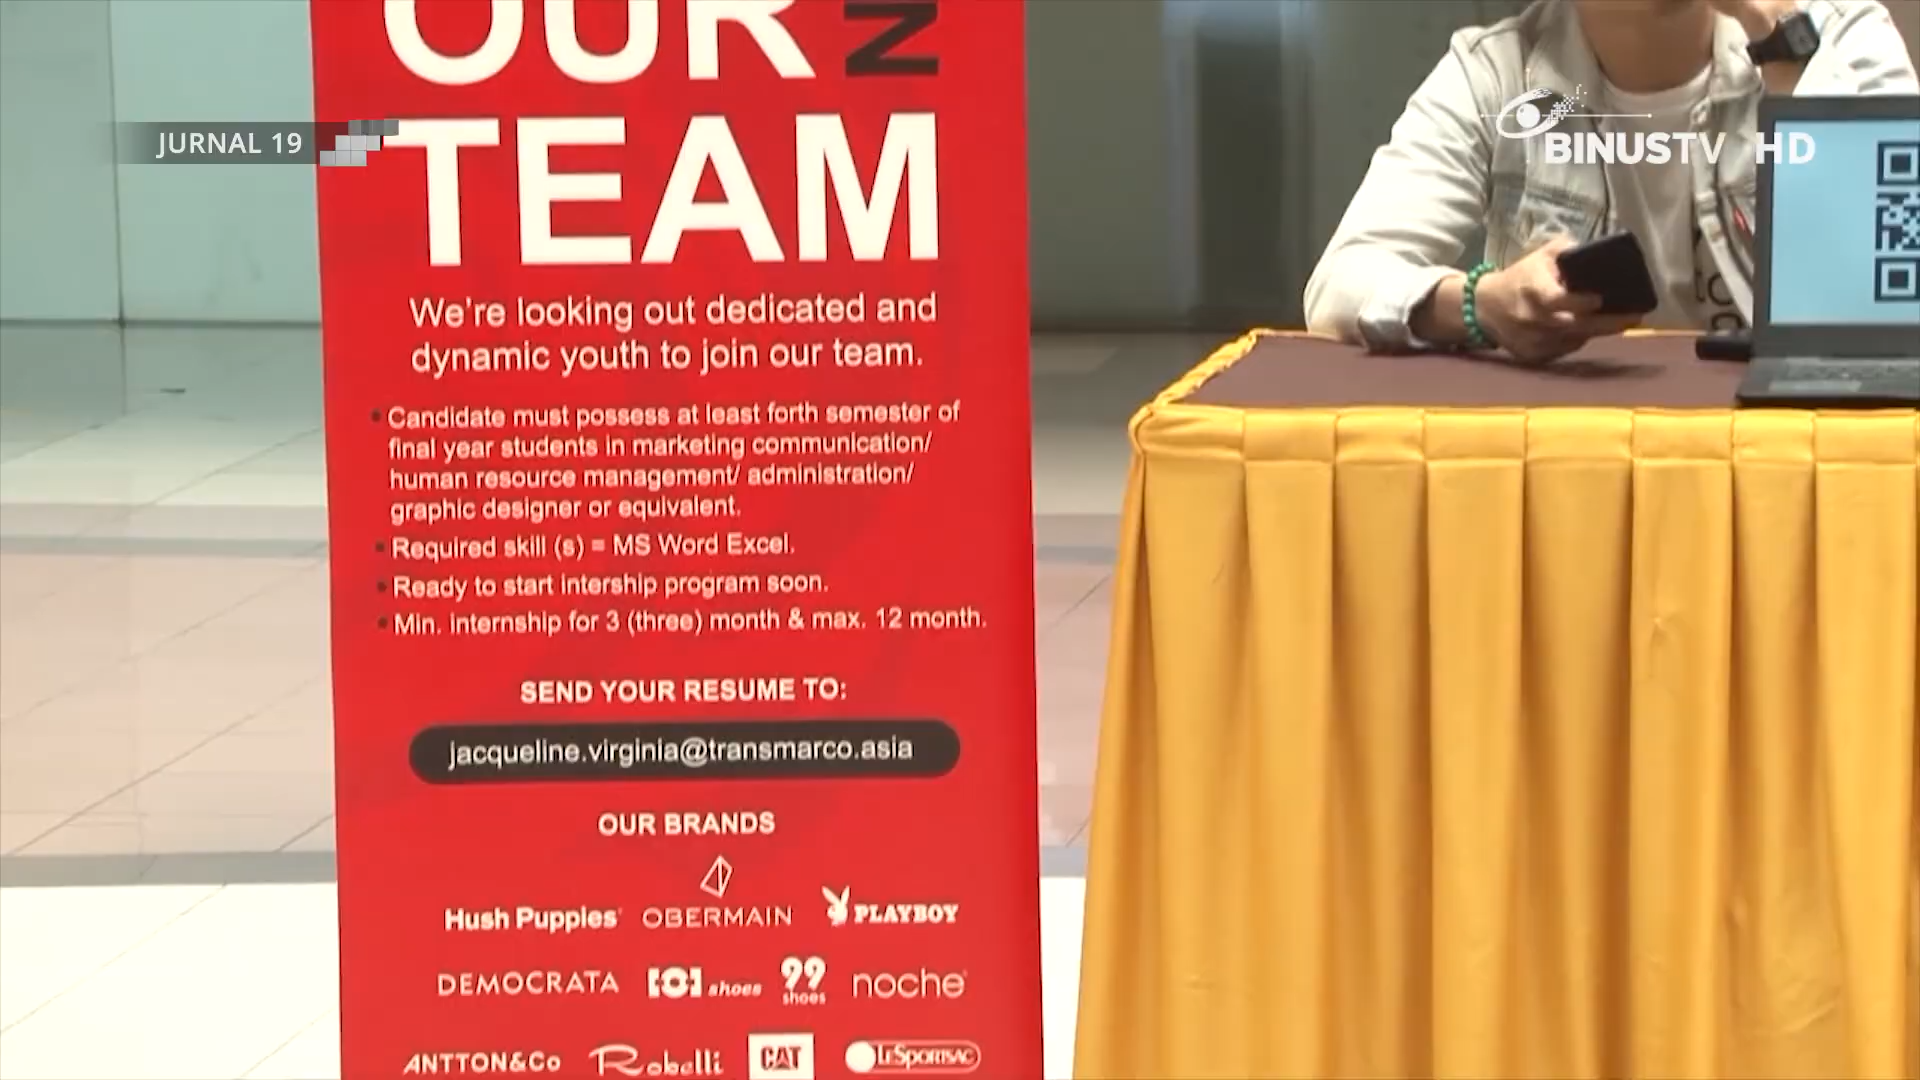 OUR
N
TEAM
JURNAL 19
BINUSTV HD
We're looking out dedicated and
dynamic youth to join our team.
Candidate must possess at least forth semester of
final year students in marketing communication/
human resource management/ administration/
graphic designer or equivalent.
Required skill (s) = MS Word Excel.
Ready to start intership program soon.
Min. internship for 3 (three) month & max. 12 month.
SEND YOUR RESUME TO:
jacqueline.virginia@transmarco.asia
OUR BRANDS
Hush Puppies OBERMAIN PLAYBOY
DEMOCRATA shoes 99 shoes noche
ANTTON&Co Robelli CAT LeSportsac